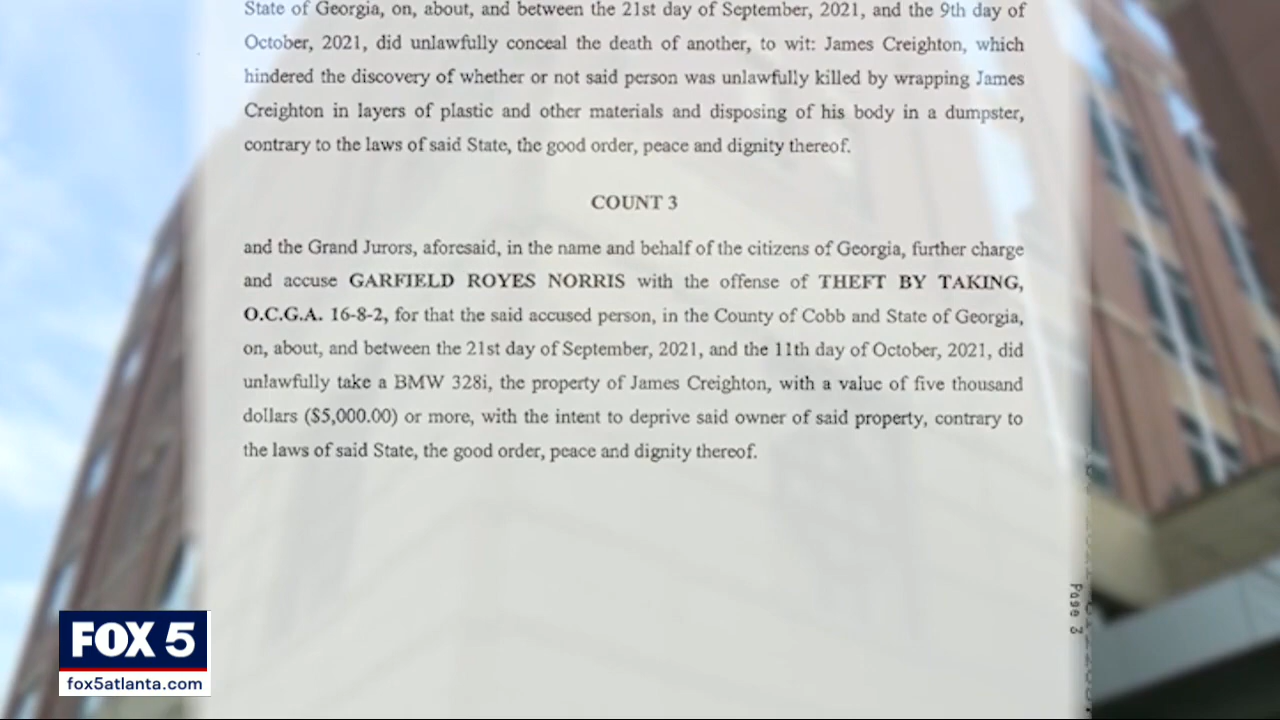 State of Georgia, on, about, and between the 21st day of September, 2021, and the 9th day of
October, 2021, did unlawfully conceal the death of another, to wit: James Creighton, which
hindered the discovery of whether or not said person was unlawfully killed by wrapping James
Creighton in layers of plastic and other materials and disposing of his body in a dumpster,
contrary to the laws of said State, the good order, peace and dignity thereof.
COUNT 3
and the Grand Jurors, aforesaid, in the name and behalf of the citizens of Georgia, further charge
and accuse GARFIELD ROYES NORRIS with the offense of THEFT BY TAKING,
O.C.G.A. 16-8-2, for that the said accused person, in the County of Cobb and State of Georgia,
on, about, and between the 21st day of September, 2021, and the 11th day of October, 2021, did
unlawfully take a BMW 328i, the property of James Creighton, with a value of five thousand
dollars ($5,000.00) or more, with the intent to deprive said owner of said property, contrary to
the laws of said State, the good order, peace and dignity thereof.
Page 3
FOX 5
fox5atlanta.com